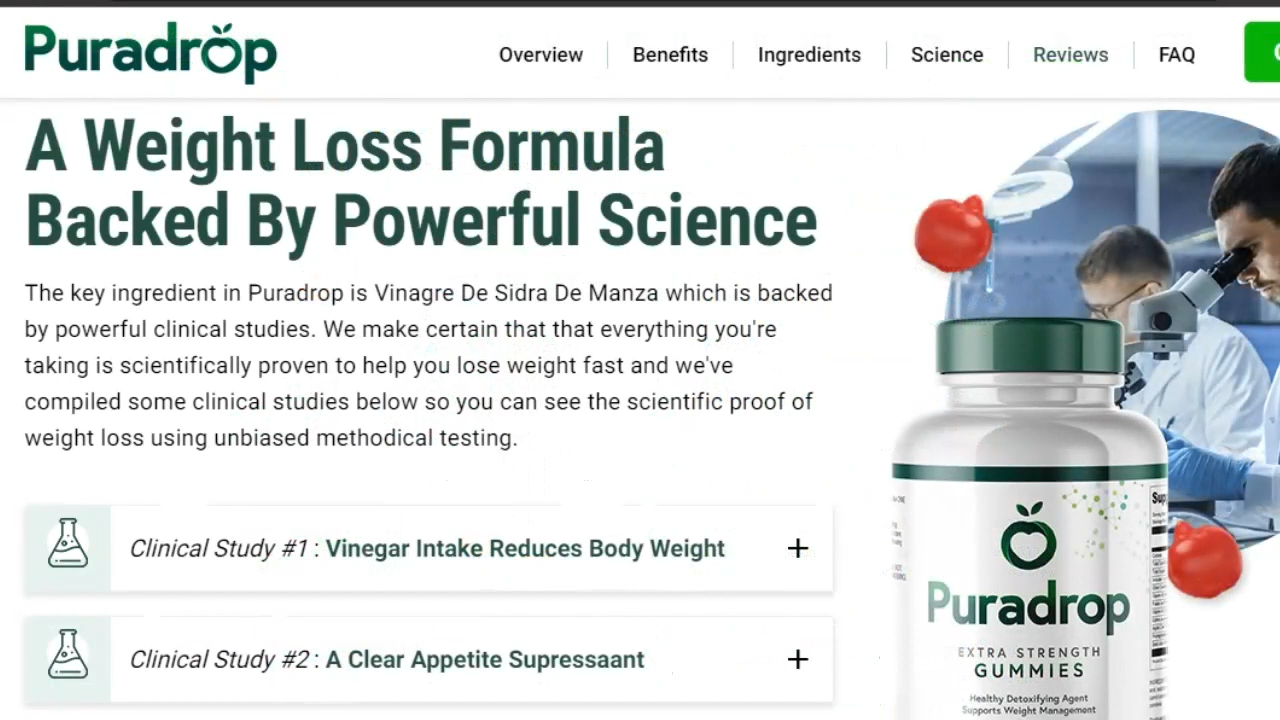 Puradrop
Overview
Benefits
Ingredients
Science
Reviews
FAQ
A Weight Loss Formula
Backed By Powerful Science
The key ingredient in Puradrop is Vinagre De Sidra De Manza which is backed
by powerful clinical studies. We make certain that that everything you're
taking is scientifically proven to help you lose weight fast and we've
compiled some clinical studies below so you can see the scientific proof of
weight loss using unbiased methodical testing.
Clinical Study #1 : Vinegar Intake Reduces Body Weight
+
Clinical Study #2 : A Clear Appetite Supressaant
+
Puradrop
EXTRA STRENGTH
GUMMIES
Healthy Detoxifying Agent
Supports Weight Management